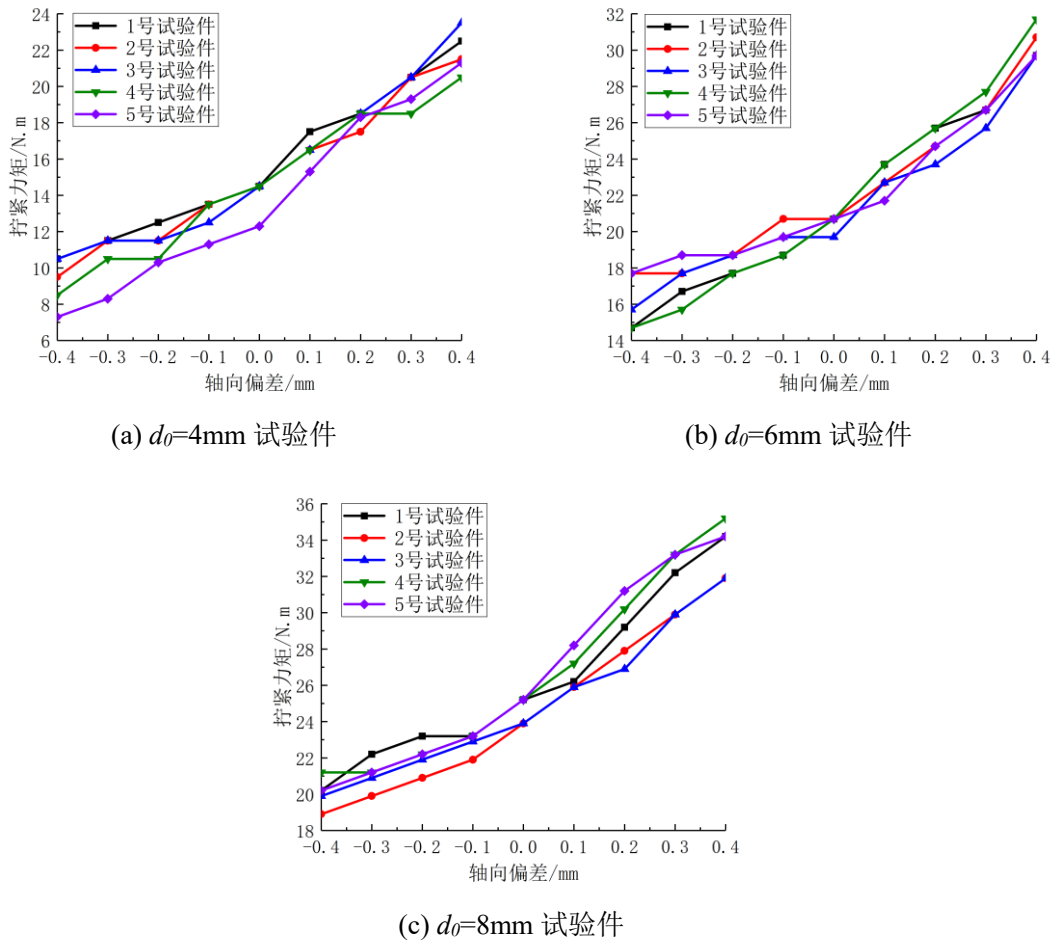 24
22
20
18
16
14
12
10
8
6
拧紧力矩/N.m
1号试验件
2号试验件
3号试验件
4号试验件
5号试验件
-0.4 -0.3 -0.2 -0.1 0.0 0.1 0.2 0.3 0.4
轴向偏差/mm
(a) d0=4mm 试验件
32
30
28
26
24
22
20
18
16
14
拧紧力矩/N.m
1号试验件
2号试验件
3号试验件
4号试验件
5号试验件
-0.4 -0.3 -0.2 -0.1 0.0 0.1 0.2 0.3 0.4
轴向偏差/mm
(b) d0=6mm 试验件
36
34
32
30
28
26
24
22
20
18
拧紧力矩/N.m
1号试验件
2号试验件
3号试验件
4号试验件
5号试验件
-0.4 -0.3 -0.2 -0.1 0.0 0.1 0.2 0.3 0.4
轴向偏差/mm
(c) d0=8mm 试验件